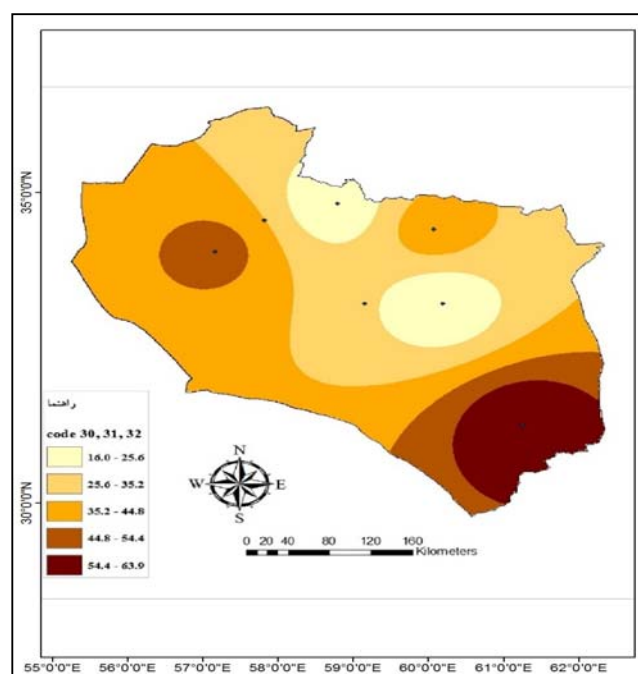 35°0'0"N
30°0'0"N
راهنما
code 30, 31, 32
16.0 - 25.6
25.6 - 35.2
35.2 - 44.8
44.8 - 54.4
54.4 - 63.9
N
W E
S
0 20 40 80 120 160
Kilometers
55°0'0"E 56°0'0"E 57°0'0"E 58°0'0"E 59°0'0"E 60°0'0"E 61°0'0"E 62°0'0"E